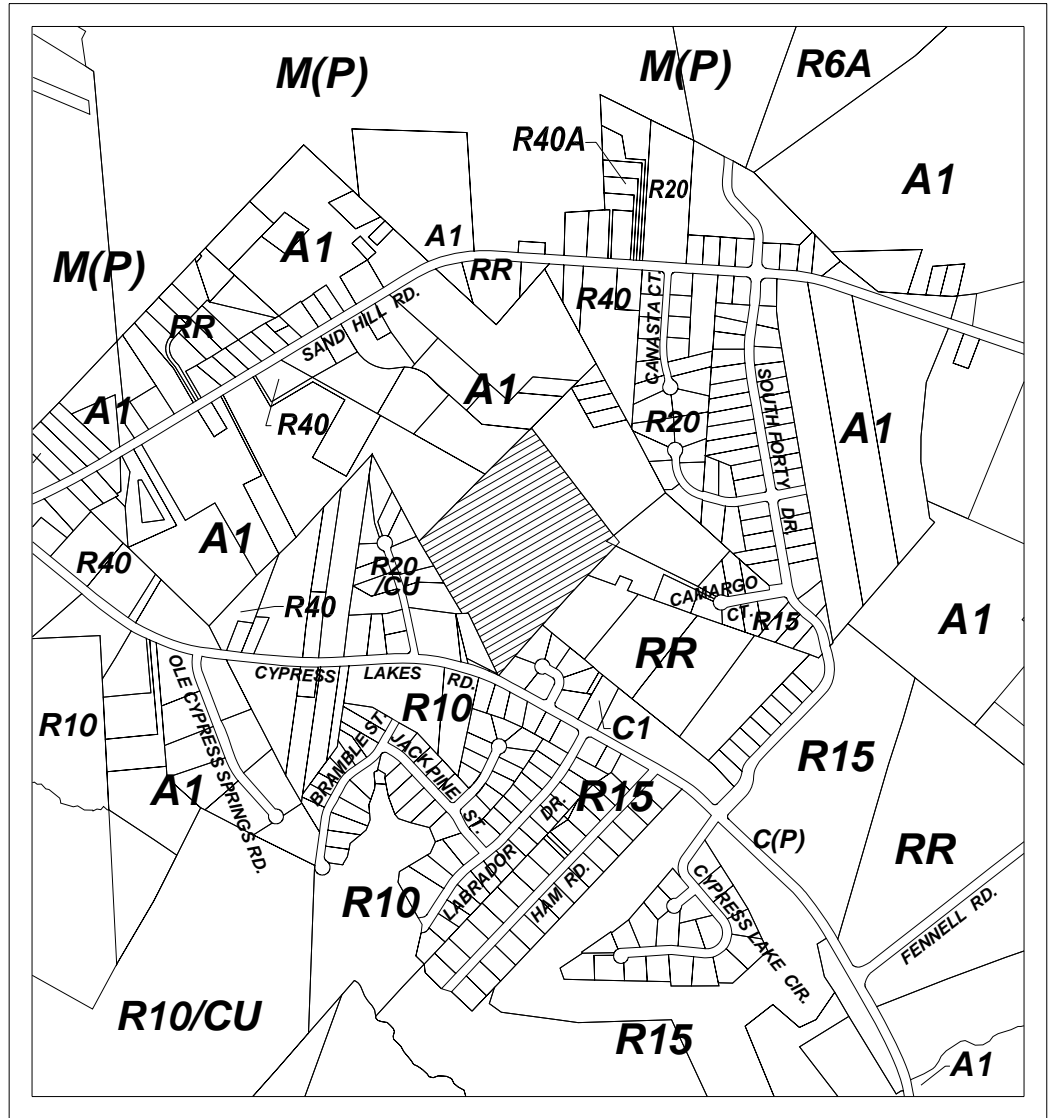 M(P)
M(P)
R6A
R40A
R20
A1
A1
A1
M(P)
RR
RR
R40
SAND HILL RD.
CANASTA CT.
A1
A1
R40
SOUTH FORTY DR.
R20
A1
A1
R40
R20
/CU
R40
CAMARGO
CT.
R15
A1
RR
OLE CYPRESS SPRINGS RD.
CYPRESS LAKES RD.
R10
R10
C1
BRAMBLE ST.
JACK PINE ST.
R15
R15
A1
LABRADOR DR.
HAM RD.
C(P)
RR
R10
CYPRESS LAKE CIR.
FENNELL RD.
R10/CU
R15
A1